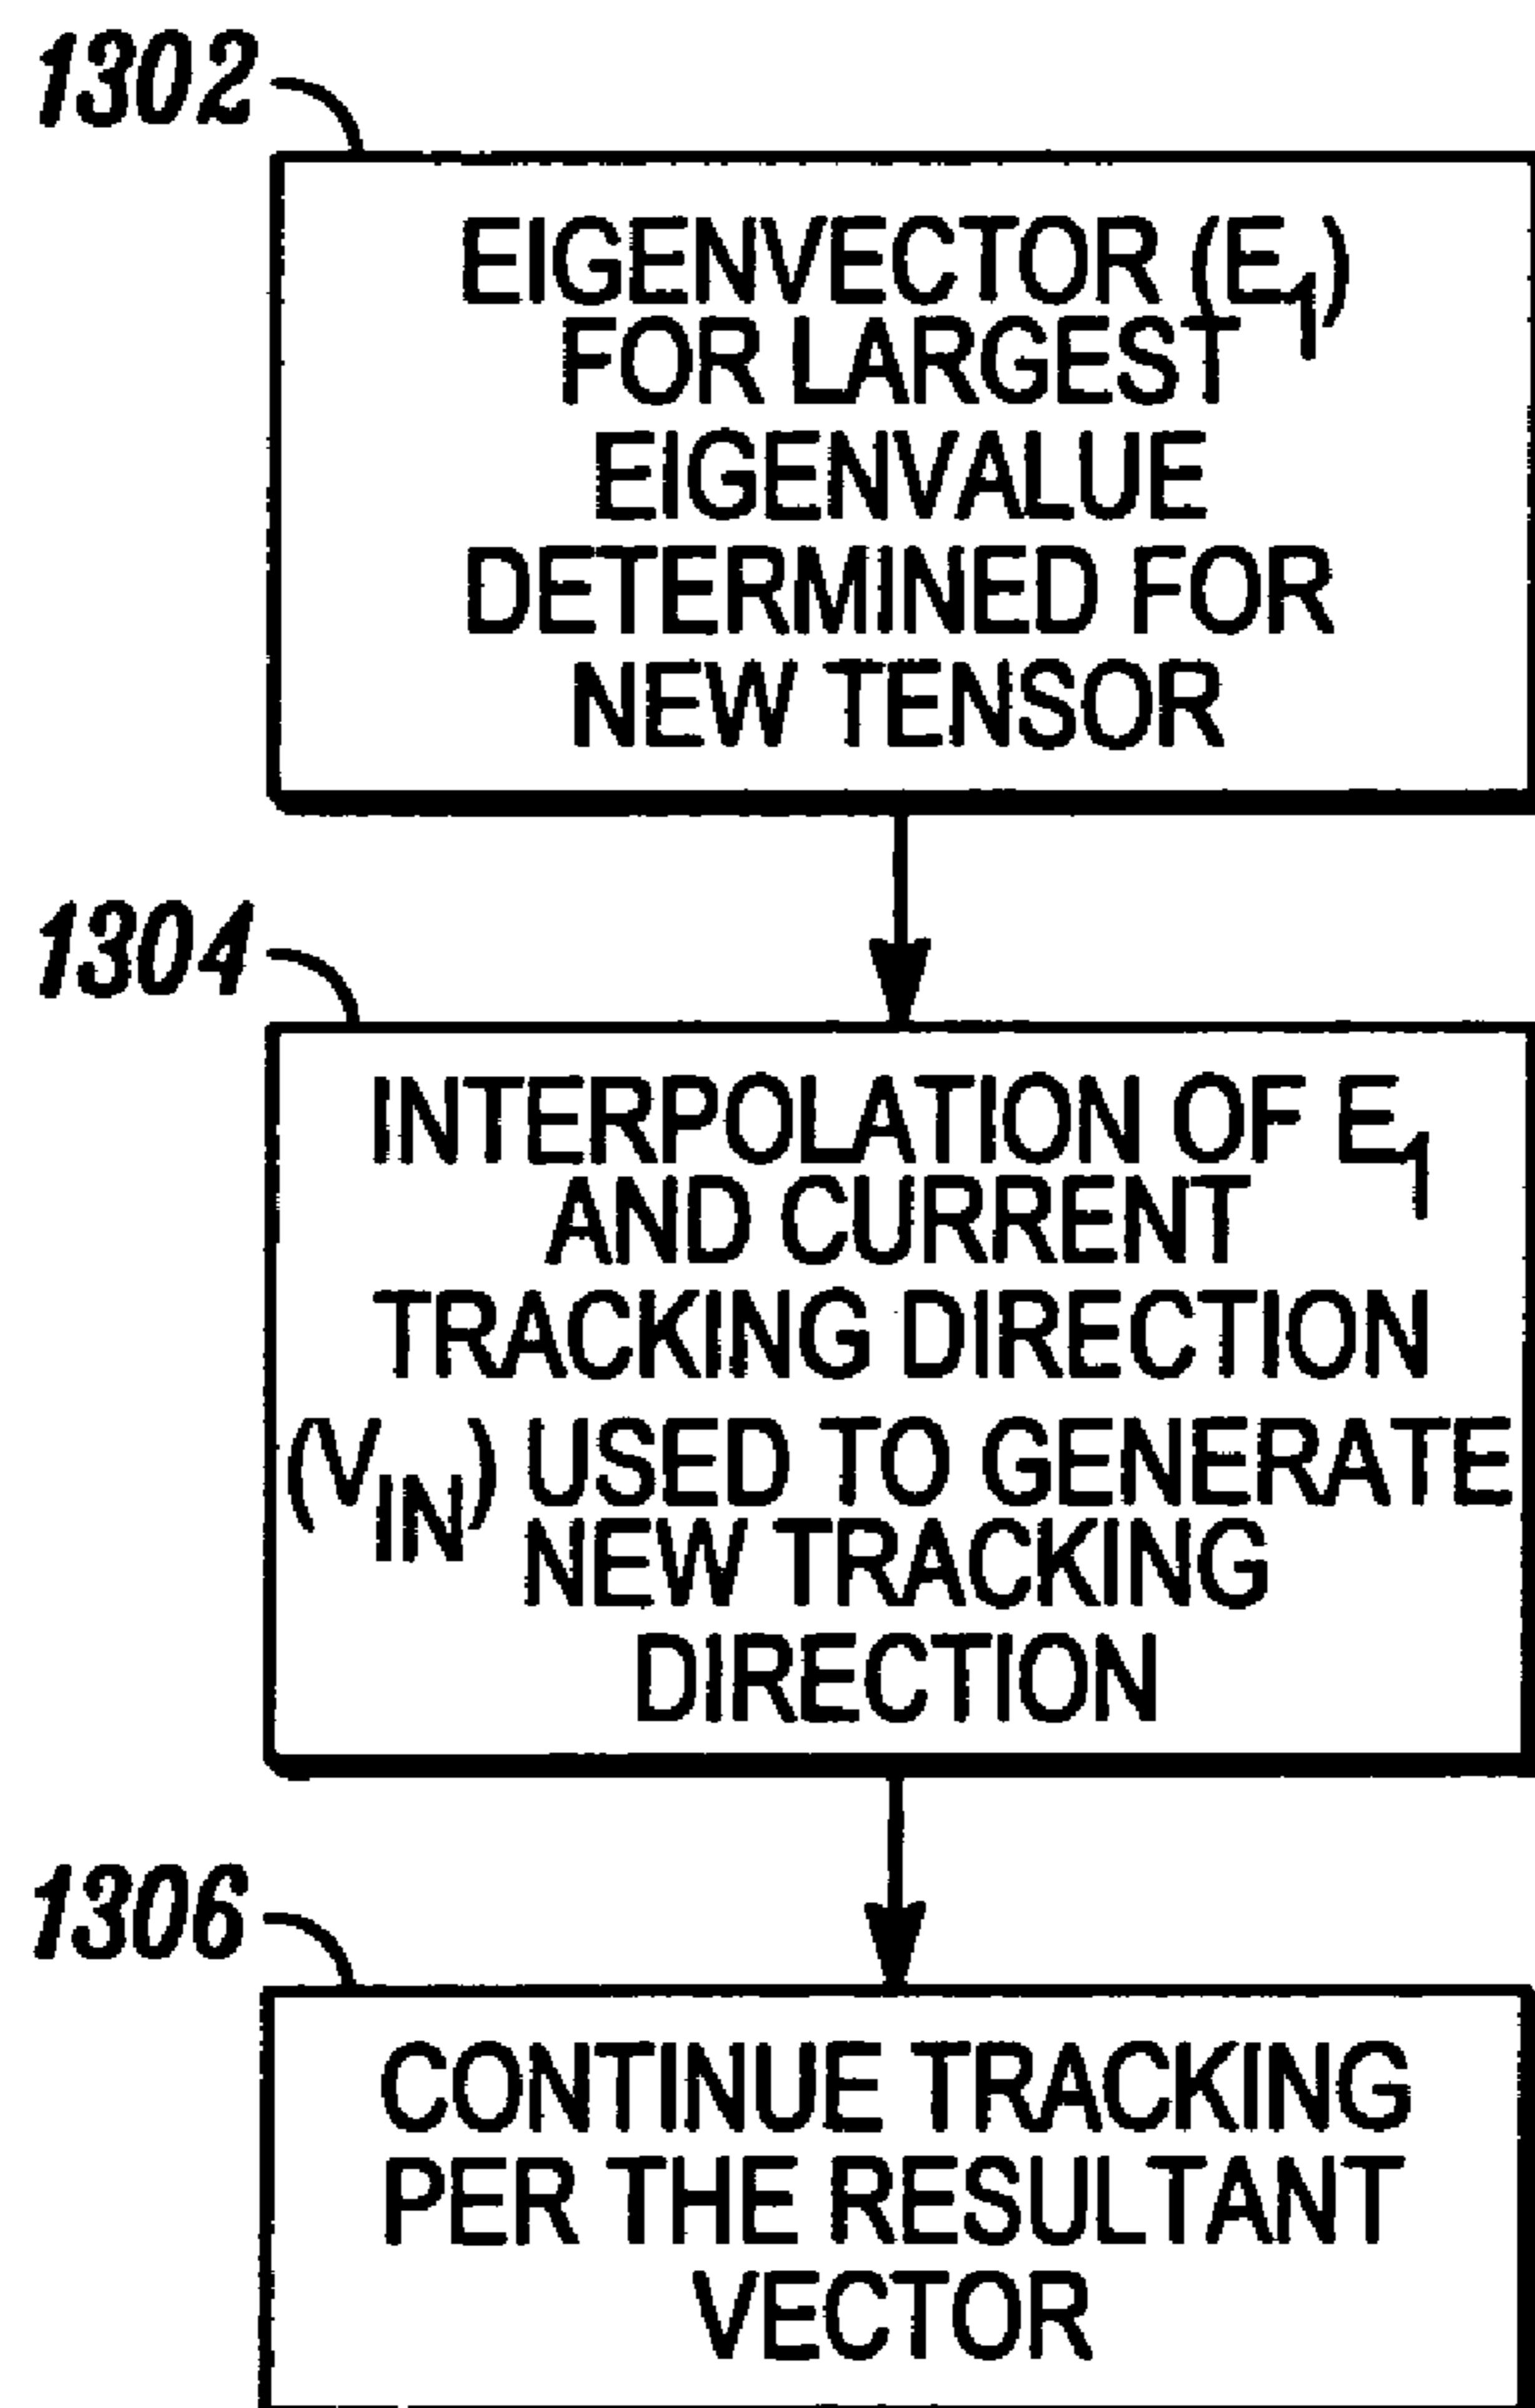 1302
EIGENVECTOR (E₁)
FOR LARGEST
EIGENVALUE
DETERMINED FOR
NEW TENSOR
1304
INTERPOLATION OF E₁
AND CURRENT
TRACKING DIRECTION
(V_IN) USED TO GENERATE
NEW TRACKING
DIRECTION
1306
CONTINUE TRACKING
PER THE RESULTANT
VECTOR